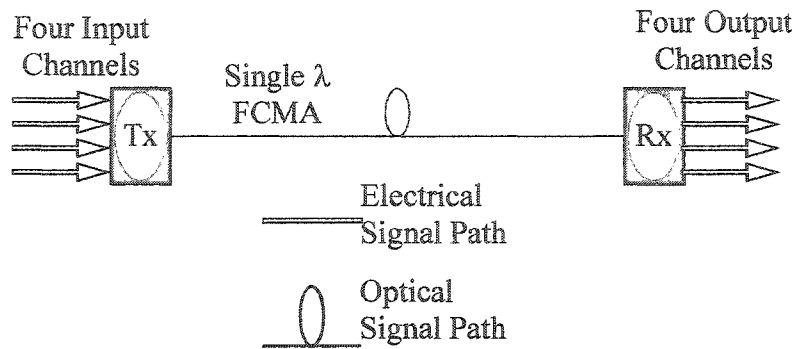 Four Input
Channels
Four Output
Channels
Single λ
FCMA
Tx
Rx
Electrical
Signal Path
Optical
Signal Path